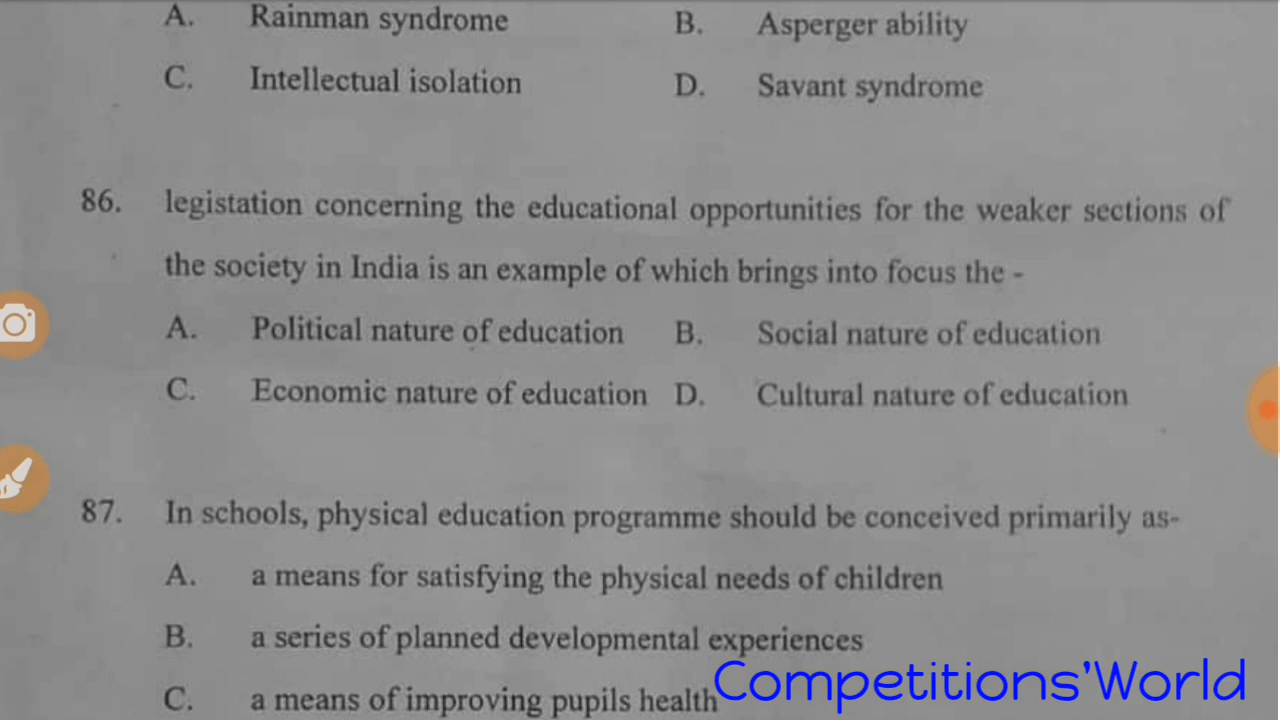 A. Rainman syndrome B. Asperger ability
C. Intellectual isolation D. Savant syndrome
86. legistation concerning the educational opportunities for the weaker sections of
the society in India is an example of which brings into focus the -
A. Political nature of education B. Social nature of education
C. Economic nature of education D. Cultural nature of education
87. In schools, physical education programme should be conceived primarily as-
A. a means for satisfying the physical needs of children
B. a series of planned developmental experiences
C. a means of improving pupils health
Competitions'World